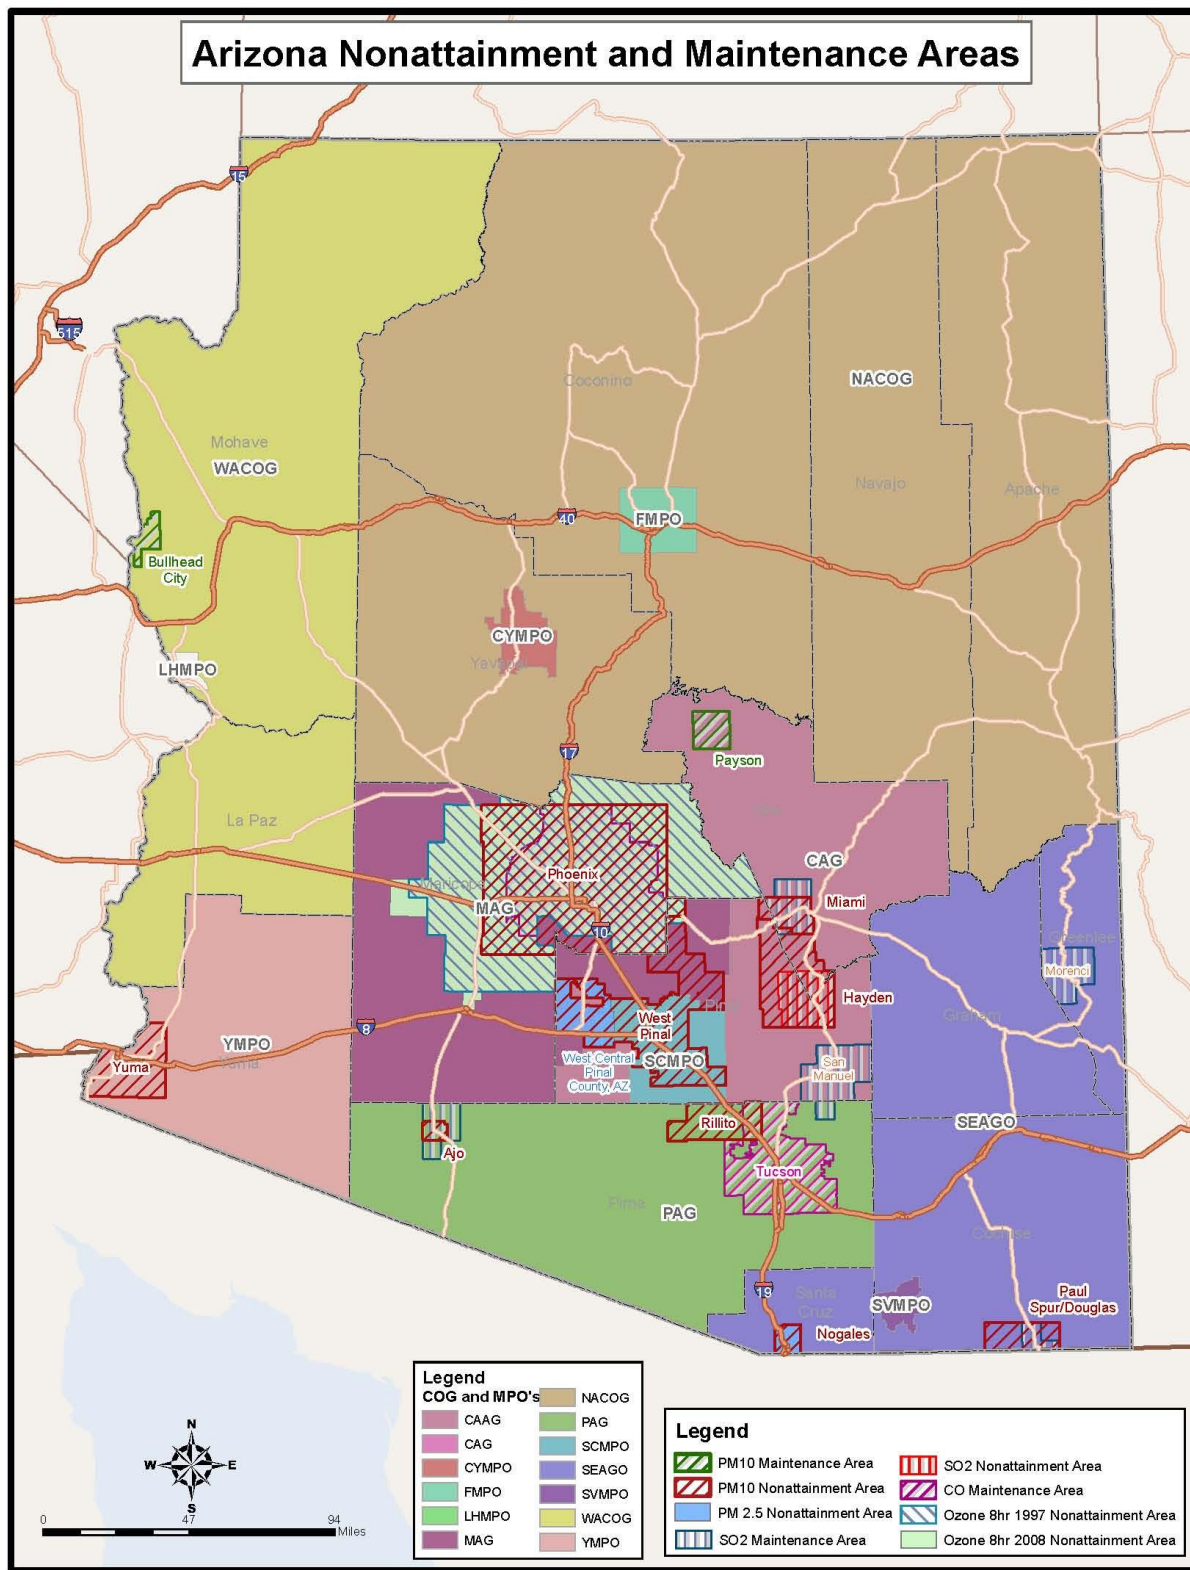 Arizona Nonattainment and Maintenance Areas
15
515
Coconino
NACOG
Mohave
WACOG
Navajo
Apache
40
FMPO
Bullhead
City
CYMPO
Yavapai
LHMPO
17
Payson
La Paz
Gila
CAG
Phoenix
Maricopa
Miami
MAG
10
Greenlee
Morenci
Hayden
Pinal
West
Pinal
Graham
8
YMPO
Yuma
Yuma
SCMPO
West Central
Pinal
County, AZ
San
Manuel
Rillito
SEAGO
Ajo
Tucson
Pima
PAG
Cochise
19
Santa
Cruz
SVMPO
Paul
Spur/Douglas
Nogales
Legend
COG and MPO's
CAAG
CAG
CYMPO
FMPO
LHMPO
MAG
NACOG
PAG
SCMPO
SEAGO
SVMPO
WACOG
YMPO
Legend
PM10 Maintenance Area
PM10 Nonattainment Area
PM 2.5 Nonattainment Area
SO2 Maintenance Area
SO2 Nonattainment Area
CO Maintenance Area
Ozone 8hr 1997 Nonattainment Area
Ozone 8hr 2008 Nonattainment Area
N
W
E
S
0
47
94
Miles